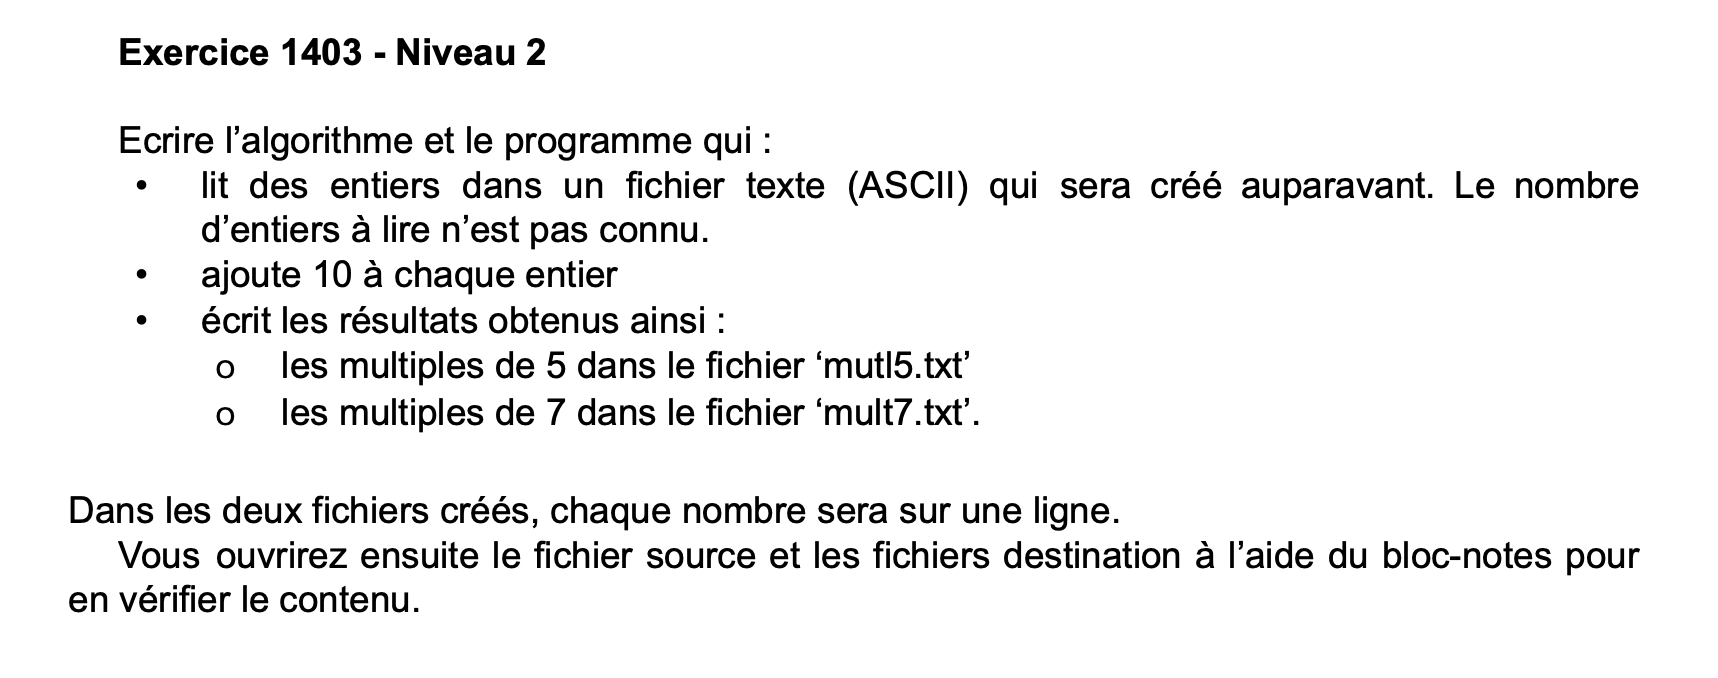 Exercice 1403 - Niveau 2
Ecrire l’algorithme et le programme qui :
• lit des entiers dans un fichier texte (ASCII) qui sera créé auparavant. Le nombre
d’entiers à lire n’est pas connu.
• ajoute 10 à chaque entier
• écrit les résultats obtenus ainsi :
o les multiples de 5 dans le fichier ‘mutl5.txt’
o les multiples de 7 dans le fichier ‘mult7.txt’.
Dans les deux fichiers créés, chaque nombre sera sur une ligne.
Vous ouvrirez ensuite le fichier source et les fichiers destination à l’aide du bloc-notes pour
en vérifier le contenu.